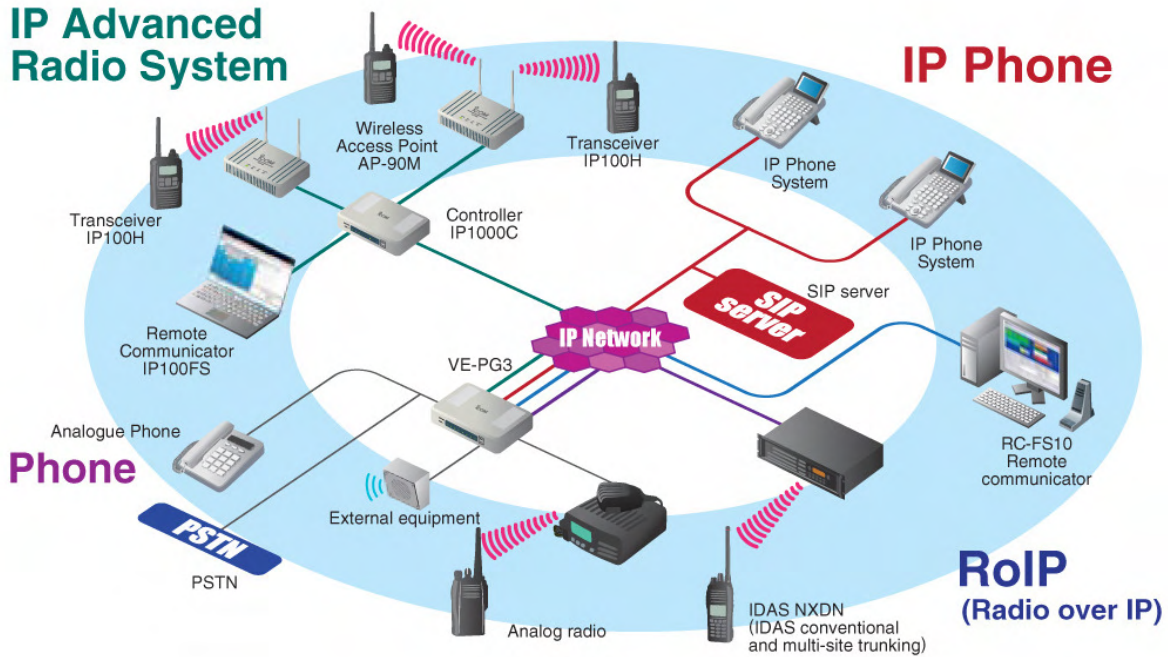 IP Advanced
Radio System
IP Phone
Wireless
Access Point
AP-90M
Transceiver
IP100H
Transceiver
IP100H
Controller
IP1000C
IP Phone
System
IP Phone
System
SIP
server
SIP server
Remote
Communicator
IP100FS
IP Network
VE-PG3
Analogue Phone
Phone
RC-FS10
Remote
communicator
External equipment
PSTN
PSTN
Analog radio
IDAS NXDN
(IDAS conventional
and multi-site trunking)
RoIP
(Radio over IP)